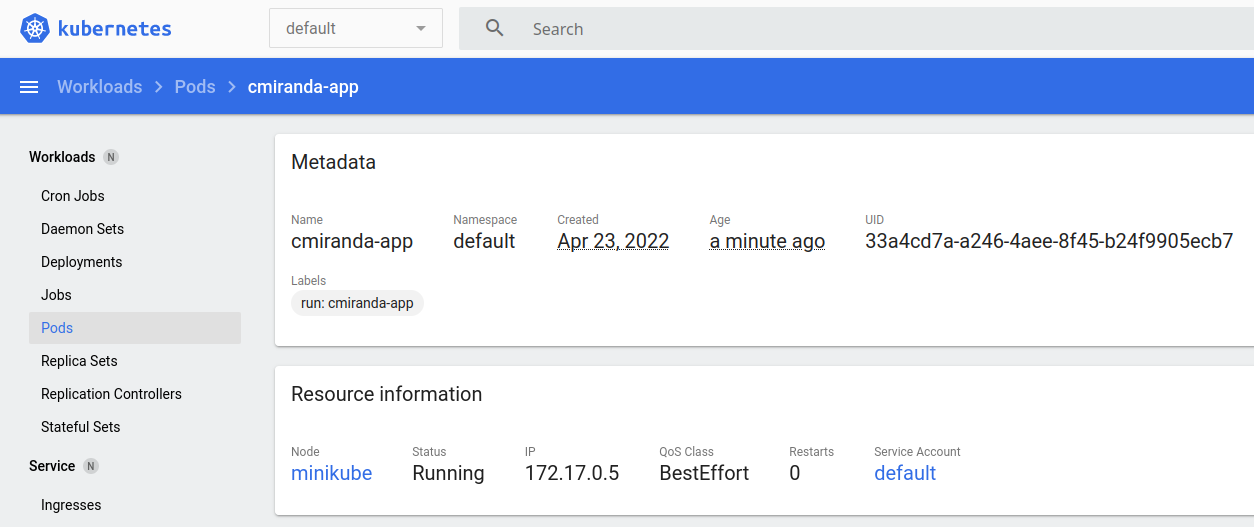 kubernetes
default
Search
Workloads
Pods
cmiranda-app
Workloads N
Cron Jobs
Daemon Sets
Deployments
Jobs
Pods
Replica Sets
Replication Controllers
Stateful Sets
Service N
Ingresses
Metadata
Name Namespace Created Age UID
cmiranda-app default Apr 23, 2022 a minute ago 33a4cd7a-a246-4aee-8f45-b24f9905ecb7
Labels
run: cmiranda-app
Resource information
Node Status IP QoS Class Restarts Service Account
minikube Running 172.17.0.5 BestEffort 0 default